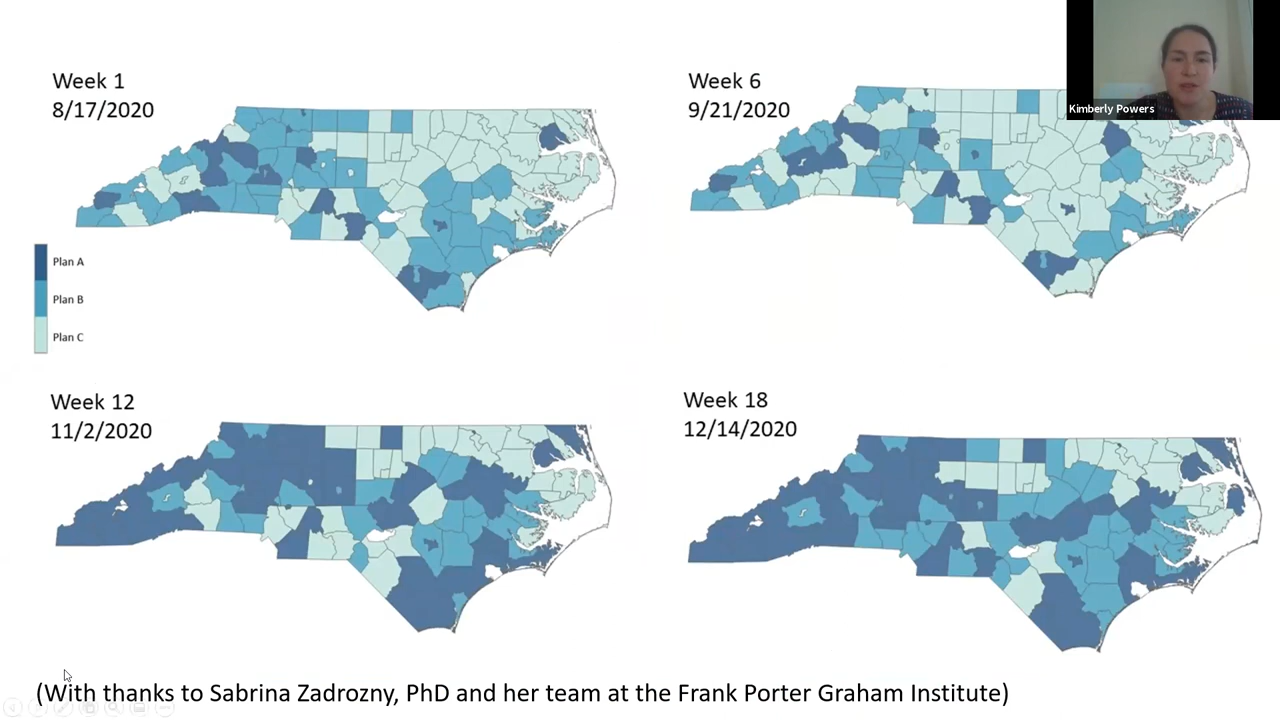 Week 1
8/17/2020
Week 6
9/21/2020
Kimberly Powers
Plan A
Plan B
Plan C
Week 12
11/2/2020
Week 18
12/14/2020
(With thanks to Sabrina Zadrozny, PhD and her team at the Frank Porter Graham Institute)